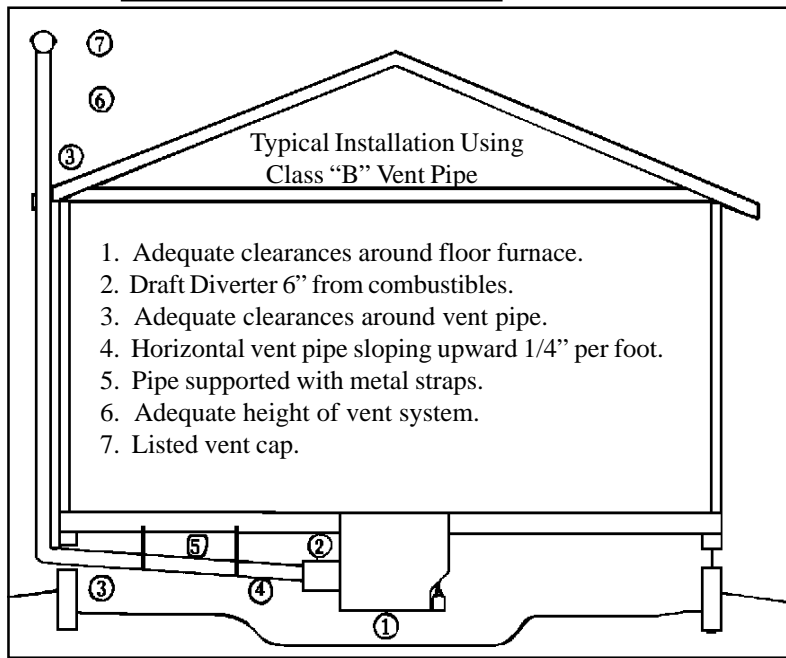 ⑦
⑥
③
Typical Installation Using
Class “B” Vent Pipe
1. Adequate clearances around floor furnace.
2. Draft Diverter 6” from combustibles.
3. Adequate clearances around vent pipe.
4. Horizontal vent pipe sloping upward 1/4” per foot.
5. Pipe supported with metal straps.
6. Adequate height of vent system.
7. Listed vent cap.
⑤ ②
③ ④
①